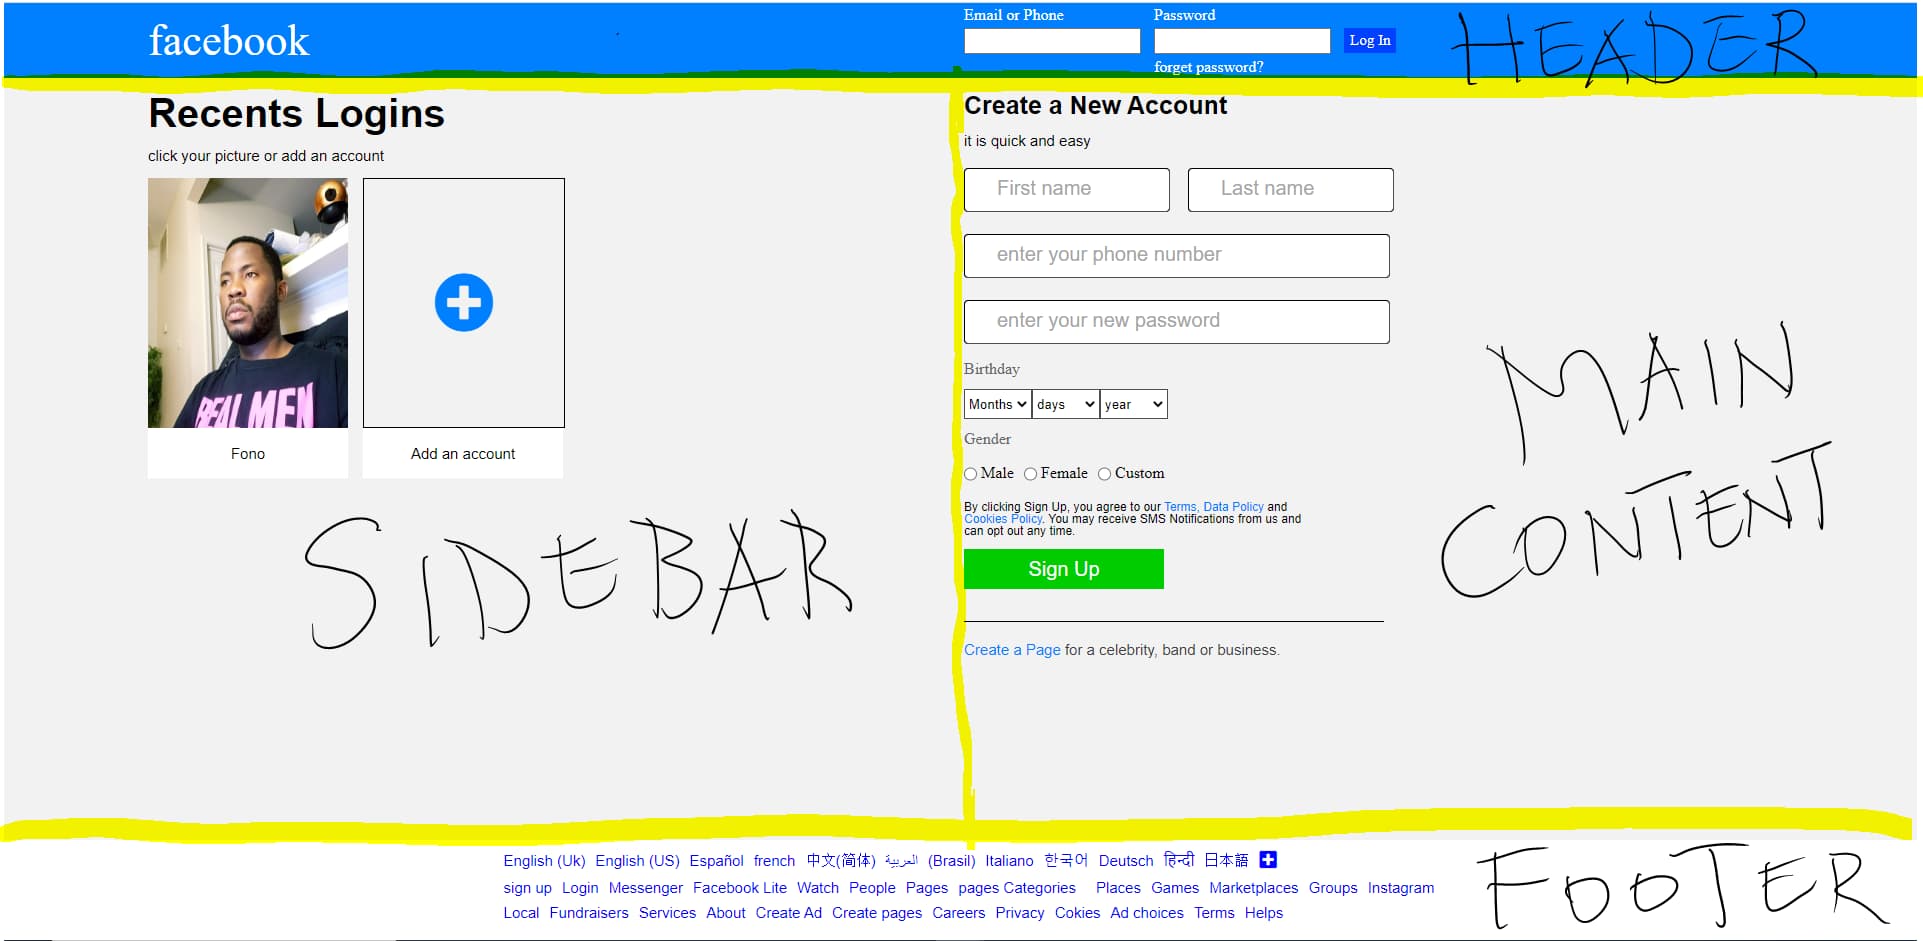 facebook
Email or Phone
Password
Log In
forget password?
HEADER
Recents Logins
click your picture or add an account
REAL MEN
Fono
Add an account
SIDEBAR
Create a New Account
it is quick and easy
First name
Last name
enter your phone number
enter your new password
Birthday
Months days year
Gender
Male Female Custom
By clicking Sign Up, you agree to our Terms, Data Policy and
Cookies Policy. You may receive SMS Notifications from us and
can opt out any time.
Sign Up
Create a Page for a celebrity, band or business.
MAIN
CONTENT
English (Uk) English (US) Español french 中文(简体) العربية (Brasil) Italiano 한국어 Deutsch हिन्दी 日本語
sign up Login Messenger Facebook Lite Watch People Pages pages Categories Places Games Marketplaces Groups Instagram
Local Fundraisers Services About Create Ad Create pages Careers Privacy Cokies Ad choices Terms Helps
FOOTER